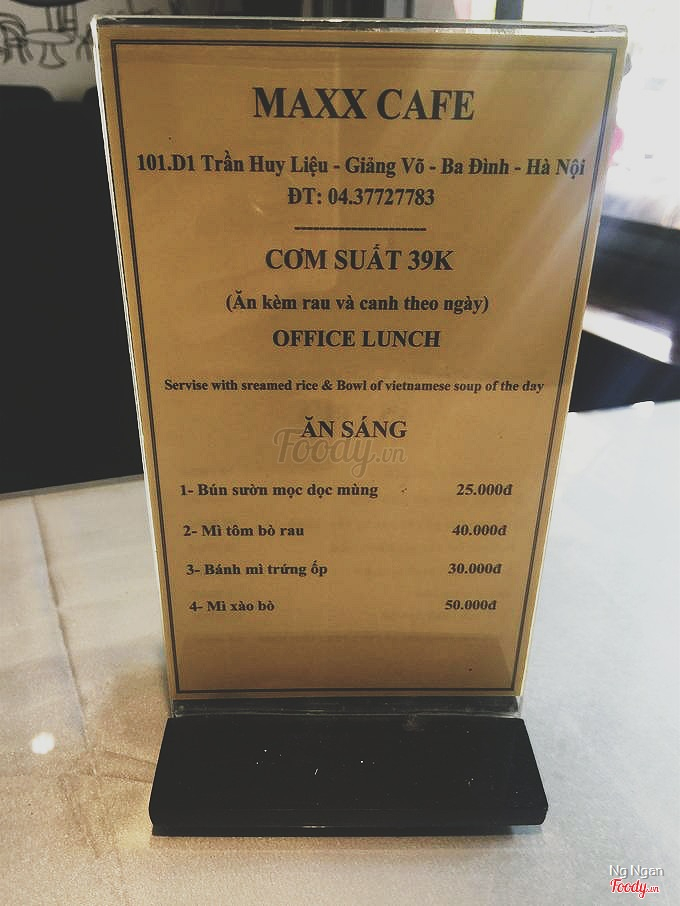 MAXX CAFE
101.D1 Trần Huy Liệu - Giảng Võ - Ba Đình - Hà Nội
ĐT: 04.37727783
--------------------
CƠM SUẤT 39K
(Ăn kèm rau và canh theo ngày)
OFFICE LUNCH
Servise with sreamed rice & Bowl of vietnamese soup of the day
ĂN SÁNG
Foody.vn
1- Bún sườn mọc dọc mùng 25.000đ
2- Mì tôm bò rau 40.000đ
3- Bánh mì trứng ốp 30.000đ
4- Mì xào bò 50.000đ
Ng Ngan
Foody.vn